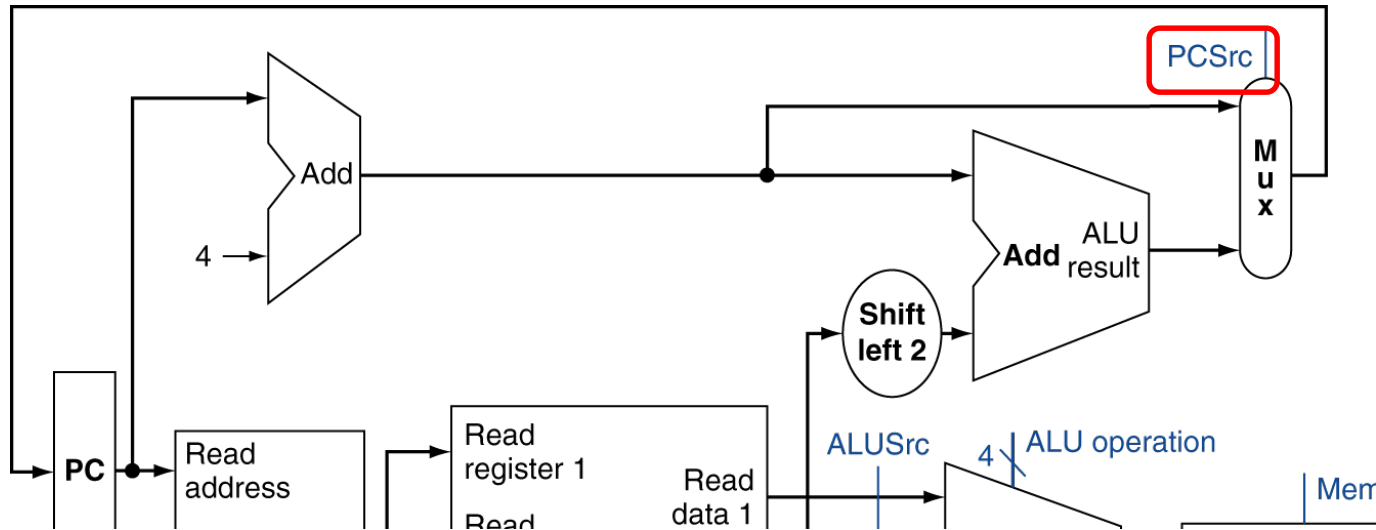 PCSrc
Add
4
M
u
x
Add
ALU
result
Shift
left 2
PC
Read
address
Read
register 1
Read
data 1
Read
ALUSrc
4
ALU operation
Mem